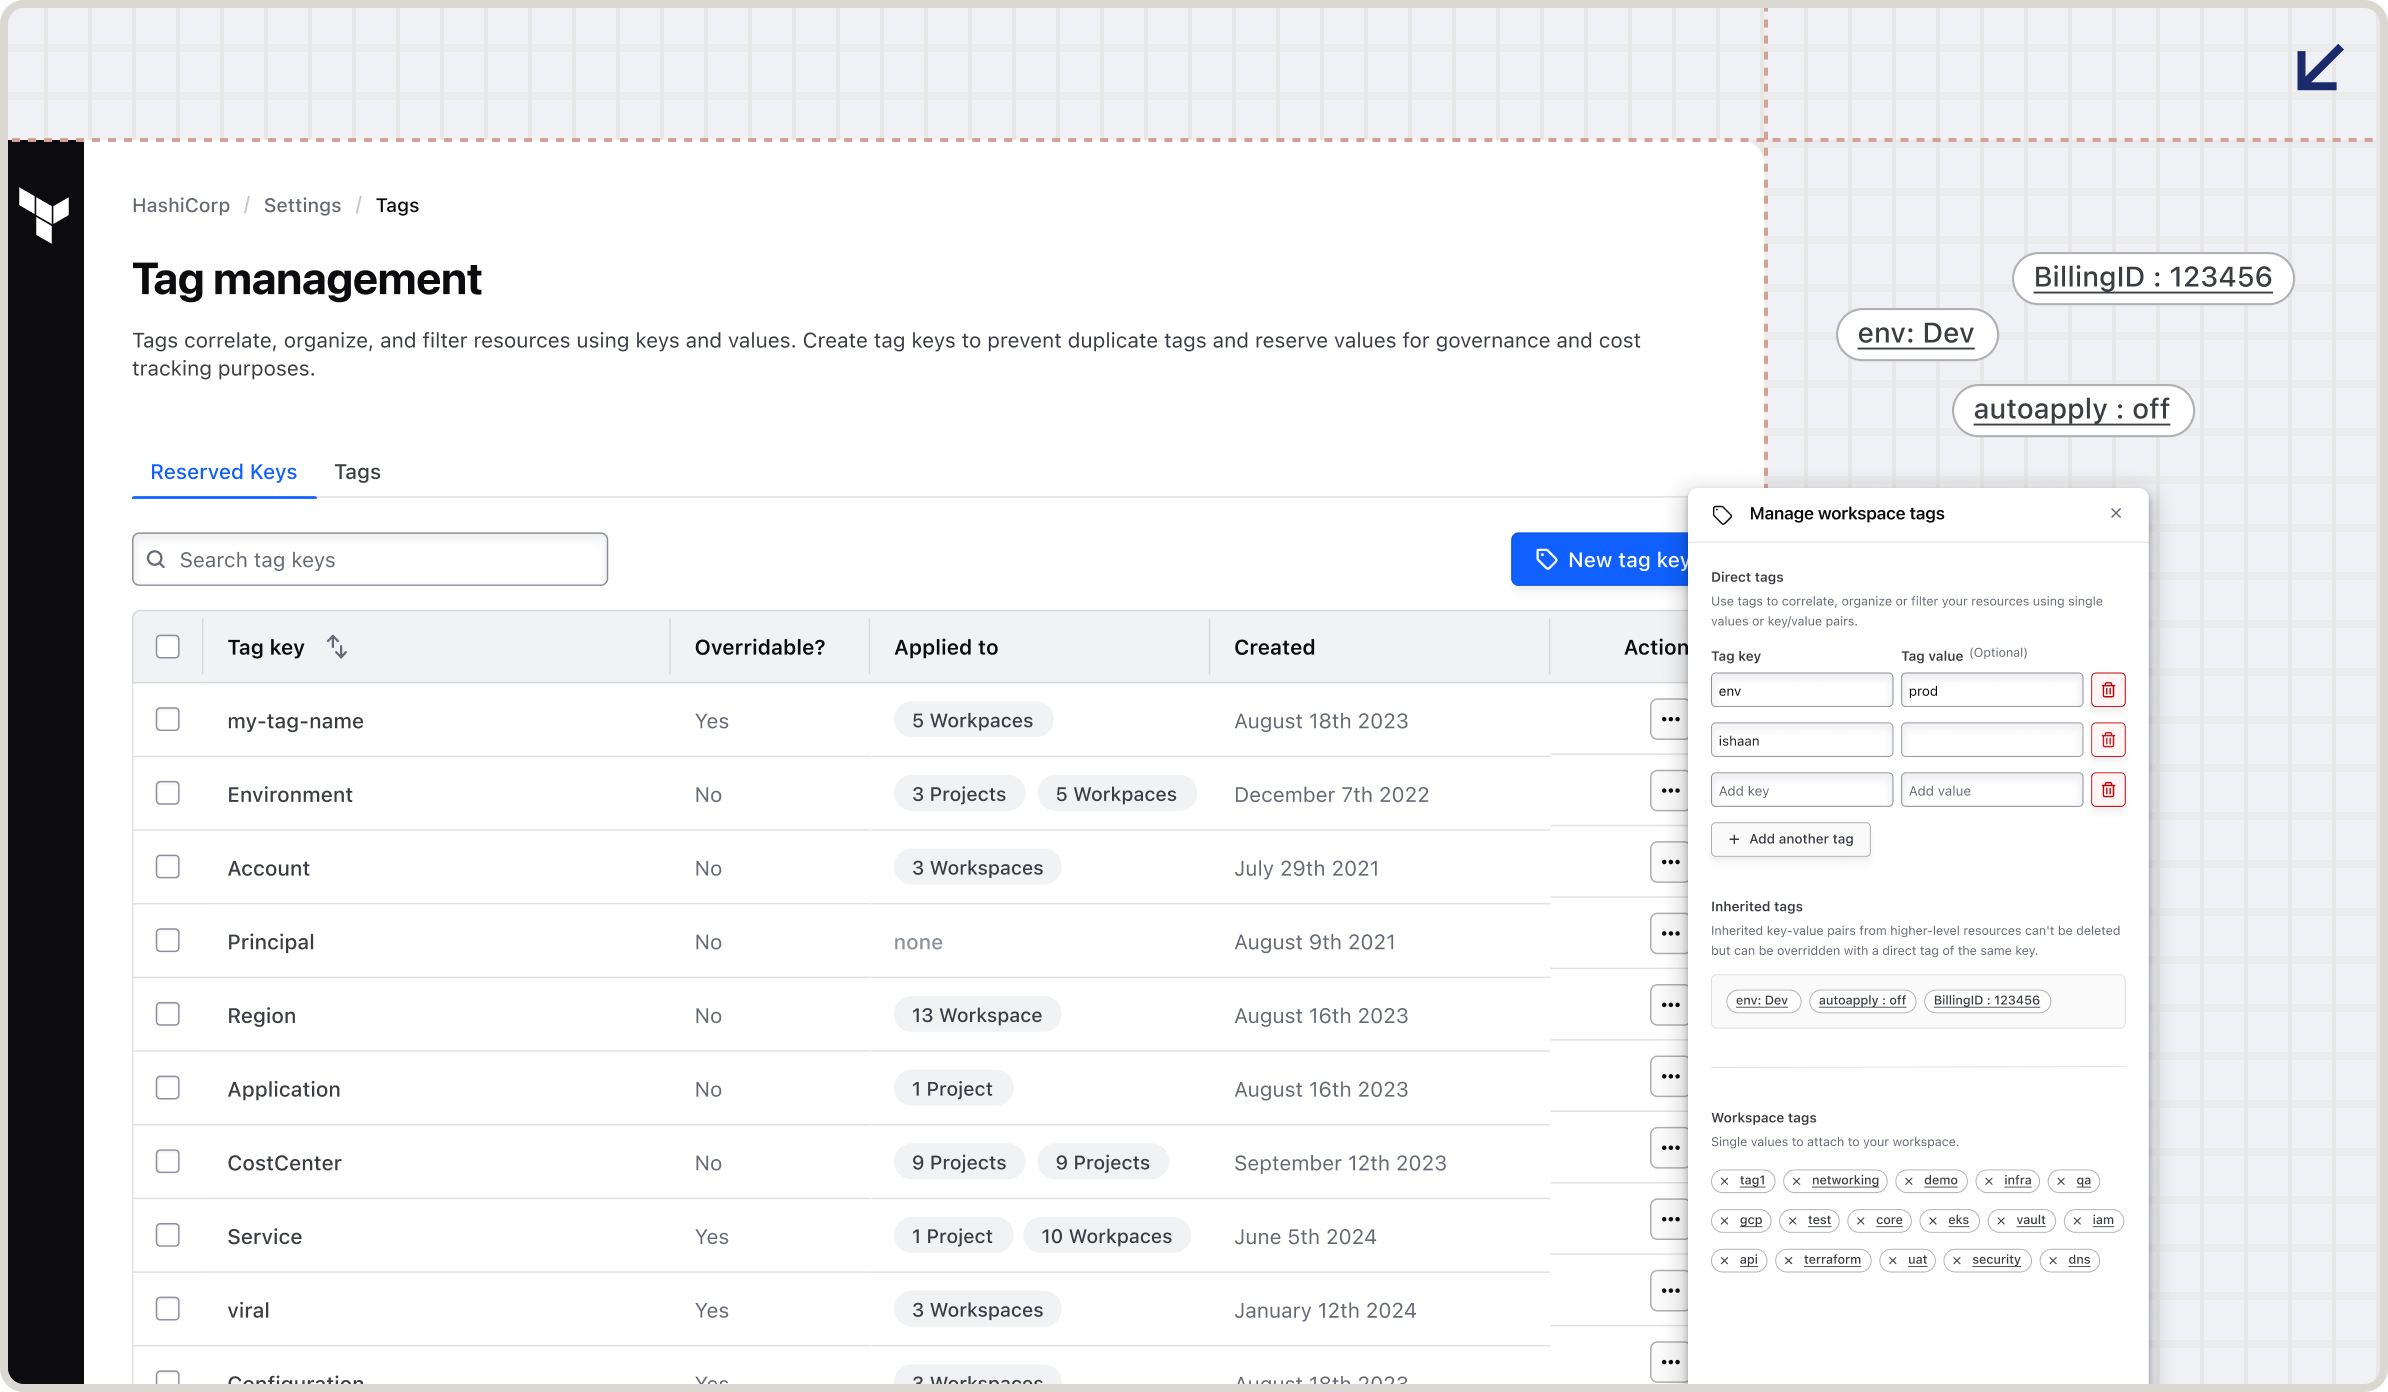 HashiCorp / Settings / Tags
Tag management
Tags correlate, organize, and filter resources using keys and values. Create tag keys to prevent duplicate tags and reserve values for governance and cost
tracking purposes.
Reserved Keys Tags
Search tag keys
New tag key
Tag key Overridable? Applied to Created Action
my-tag-name Yes 5 Workpaces August 18th 2023
Environment No 3 Projects 5 Workpaces December 7th 2022
Account No 3 Workspaces July 29th 2021
Principal No none August 9th 2021
Region No 13 Workspace August 16th 2023
Application No 1 Project August 16th 2023
CostCenter No 9 Projects 9 Projects September 12th 2023
Service Yes 1 Project 10 Workpaces June 5th 2024
viral Yes 3 Workspaces January 12th 2024
Configuration Yes 3 Workspaces August 18th 2023
BillingID : 123456
env: Dev
autoapply : off
Manage workspace tags
Direct tags
Use tags to correlate, organize or filter your resources using single
values or key/value pairs.
Tag key Tag value (Optional)
env prod
ishaan
Add key Add value
+ Add another tag
Inherited tags
Inherited key-value pairs from higher-level resources can't be deleted
but can be overridden with a direct tag of the same key.
env: Dev autoapply : off BillingID : 123456
Workspace tags
Single values to attach to your workspace.
tag1 networking demo infra qa
gcp test core eks vault iam
api terraform uat security dns